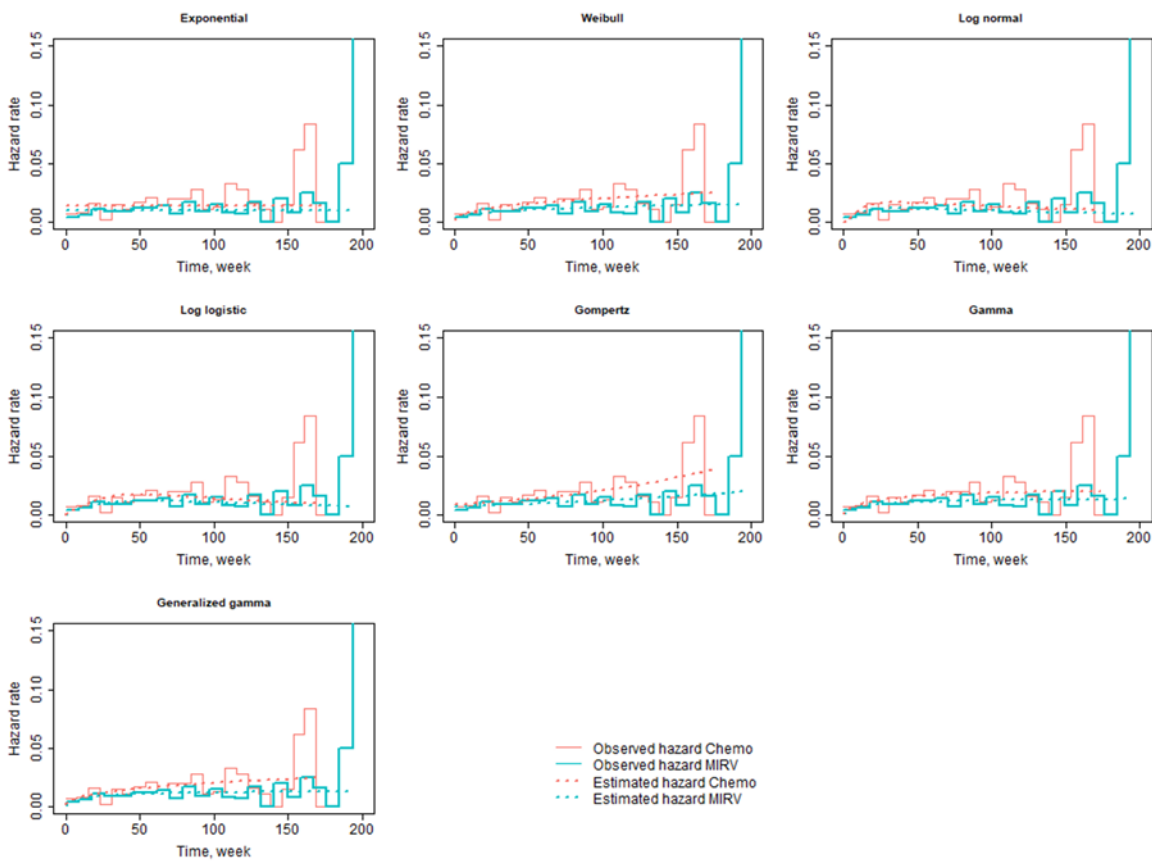 Exponential
0.15
0.10
0.05
0.00
Hazard rate
0 50 100 150 200
Time, week
Weibull
0.15
0.10
0.05
0.00
Hazard rate
0 50 100 150 200
Time, week
Log normal
0.15
0.10
0.05
0.00
Hazard rate
0 50 100 150 200
Time, week
Log logistic
0.15
0.10
0.05
0.00
Hazard rate
0 50 100 150 200
Time, week
Gompertz
0.15
0.10
0.05
0.00
Hazard rate
0 50 100 150 200
Time, week
Gamma
0.15
0.10
0.05
0.00
Hazard rate
0 50 100 150 200
Time, week
Generalized gamma
0.15
0.10
0.05
0.00
Hazard rate
0 50 100 150 200
Time, week
Observed hazard Chemo
Observed hazard MIRV
Estimated hazard Chemo
Estimated hazard MIRV